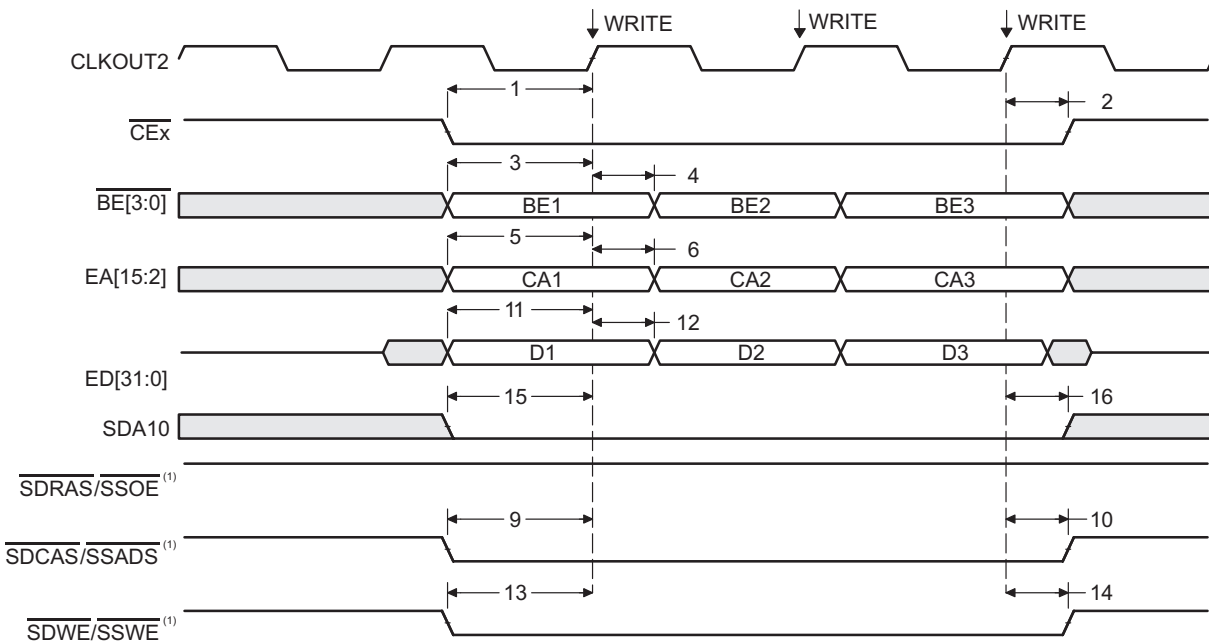 WRITE WRITE WRITE
CLKOUT2
1 2
CEx
3 4
BE[3:0] BE1 BE2 BE3
5 6
EA[15:2] CA1 CA2 CA3
11 12
D1 D2 D3
ED[31:0]
15 16
SDA10
SDRAS/SSOE (1)
9 10
SDCAS/SSADS (1)
13 14
SDWE/SSWE (1)